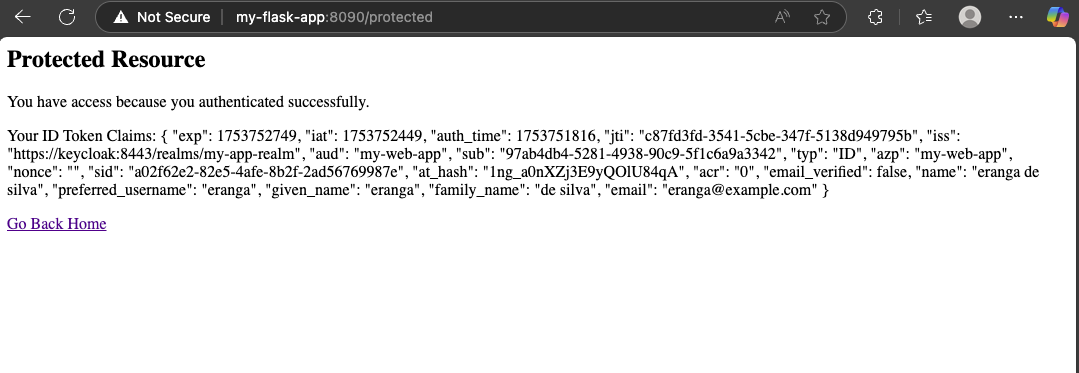 Not Secure my-flask-app:8090/protected
Protected Resource
You have access because you authenticated successfully.
Your ID Token Claims: { "exp": 1753752749, "iat": 1753752449, "auth_time": 1753751816, "jti": "c87fd3fd-3541-5cbe-347f-5138d949795b", "iss":
"https://keycloak:8443/realms/my-app-realm", "aud": "my-web-app", "sub": "97ab4db4-5281-4938-90c9-5f1c6a9a3342", "typ": "ID", "azp": "my-web-app",
"nonce": "", "sid": "a02f62e2-82e5-4afe-8b2f-2ad56769987e", "at_hash": "1ng_a0nXZj3E9yQOlU84qA", "acr": "0", "email_verified": false, "name": "eranga de
silva", "preferred_username": "eranga", "given_name": "eranga", "family_name": "de silva", "email": "eranga@example.com" }
Go Back Home